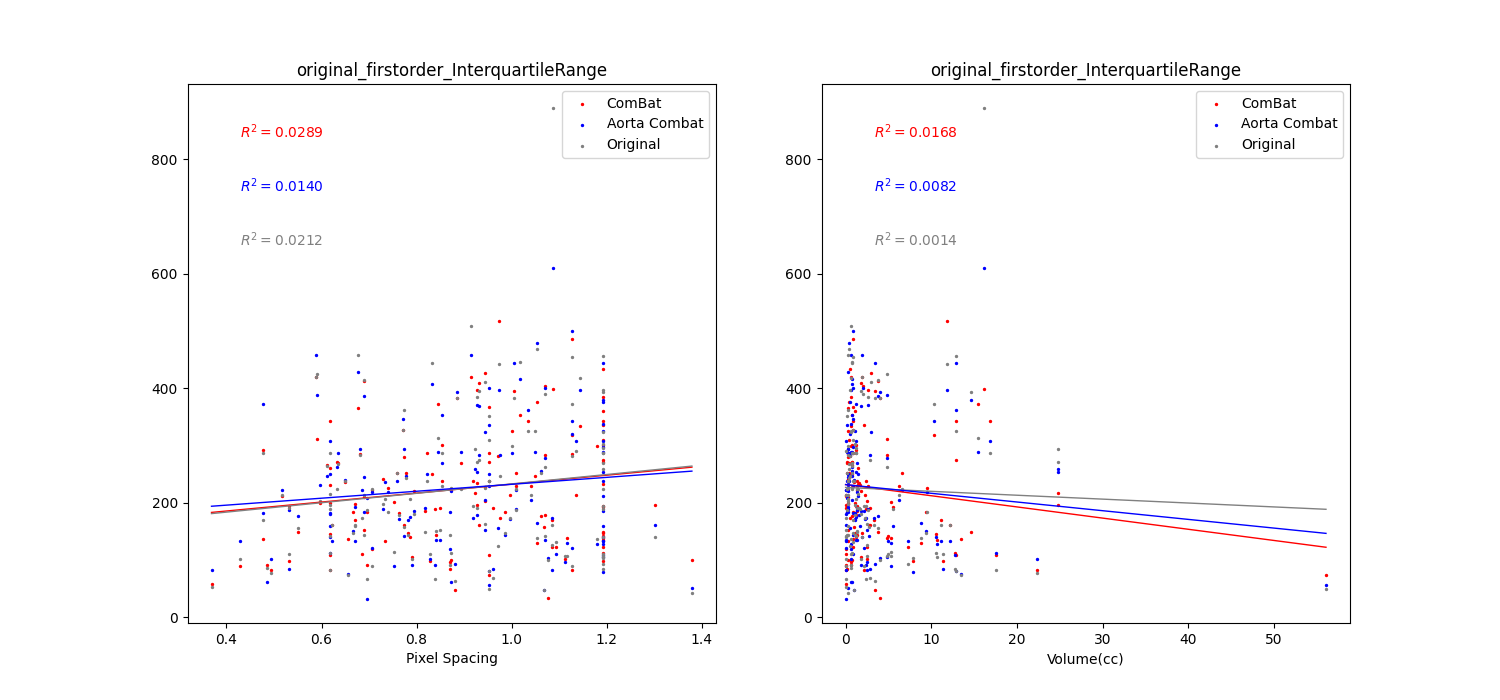 original_firstorder_InterquartileRange
ComBat
Aorta Combat
Original
R² = 0.0289
R² = 0.0140
R² = 0.0212
800
600
400
200
0
0.4 0.6 0.8 1.0 1.2 1.4
Pixel Spacing
original_firstorder_InterquartileRange
ComBat
Aorta Combat
Original
R² = 0.0168
R² = 0.0082
R² = 0.0014
800
600
400
200
0
0 10 20 30 40 50
Volume(cc)